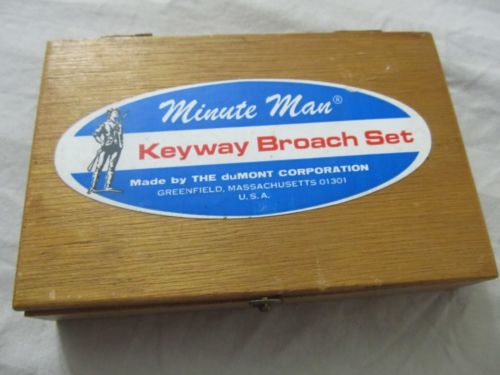 Minute Man®
Keyway Broach Set
Made by THE duMONT CORPORATION
GREENFIELD, MASSACHUSETTS 01301
U.S.A.